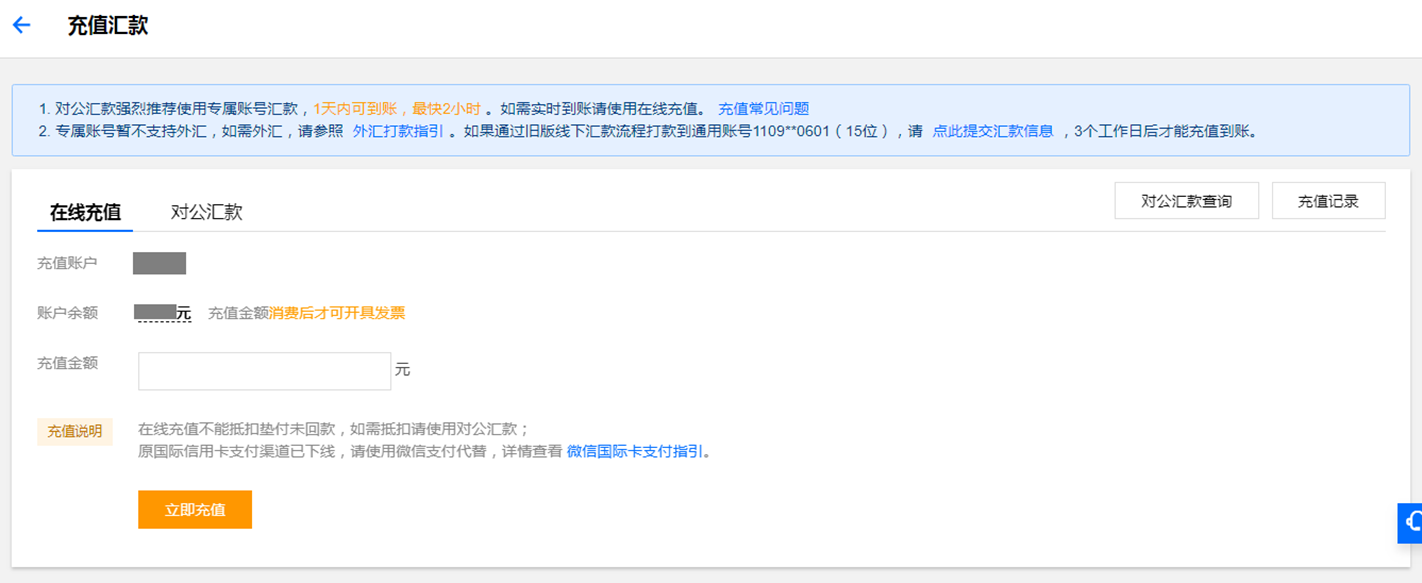 充值汇款
1. 对公汇款强烈推荐使用专属账号汇款，1天内可到账，最快2小时 。如需实时到账请使用在线充值。 充值常见问题
2. 专属账号暂不支持外汇，如需外汇，请参照 外汇打款指引 。如果通过旧版线下汇款流程打款到通用账号1109**0601（15位），请 点此提交汇款信息 ，3个工作日后才能充值到账。
在线充值 对公汇款 对公汇款查询 充值记录
充值账户
账户余额 元 充值金额消费后才可开具发票
充值金额 元
充值说明 在线充值不能抵扣垫付未回款，如需抵扣请使用对公汇款；
原国际信用卡支付渠道已下线，请使用微信支付代替，详情查看 微信国际卡支付指引。
立即充值